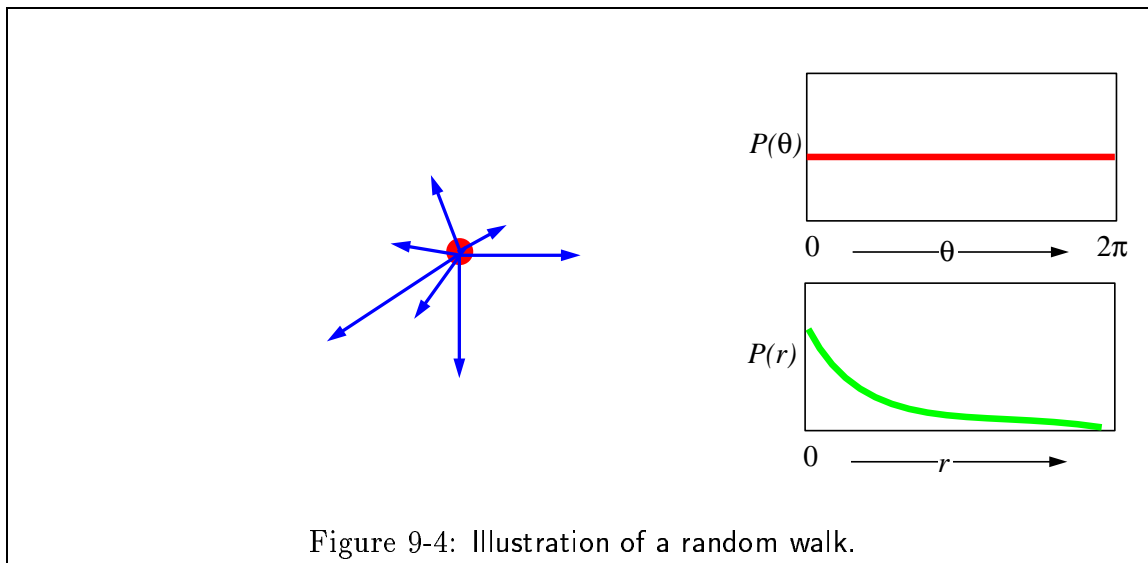 P(θ)
0 θ 2π
P(r)
0 r
Figure 9-4: Illustration of a random walk.